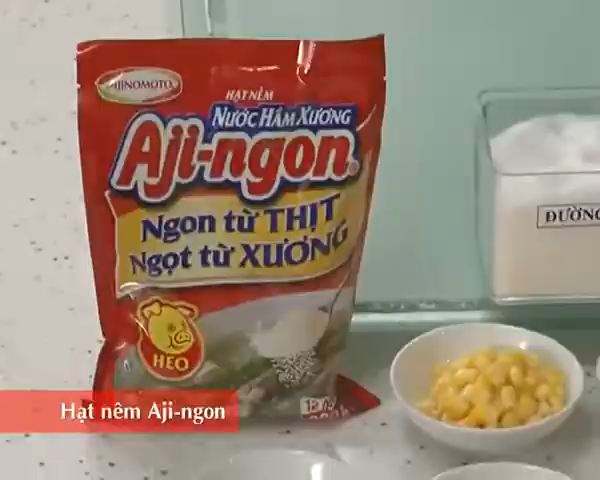 AJINOMOTO
HẠT NÊM
NƯỚC HẦM XƯƠNG
Aji-ngon
Ngon từ THỊT
Ngọt từ XƯƠNG
HEO
ĐƯỜNG
Hạt nêm Aji-ngon